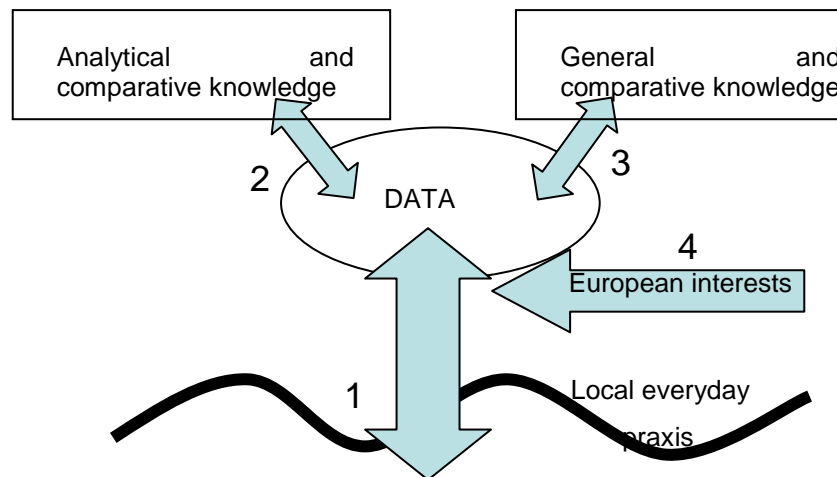 Analytical and
comparative knowledge
General and
comparative knowledge
2
3
DATA
4
European interests
1
Local everyday
praxis